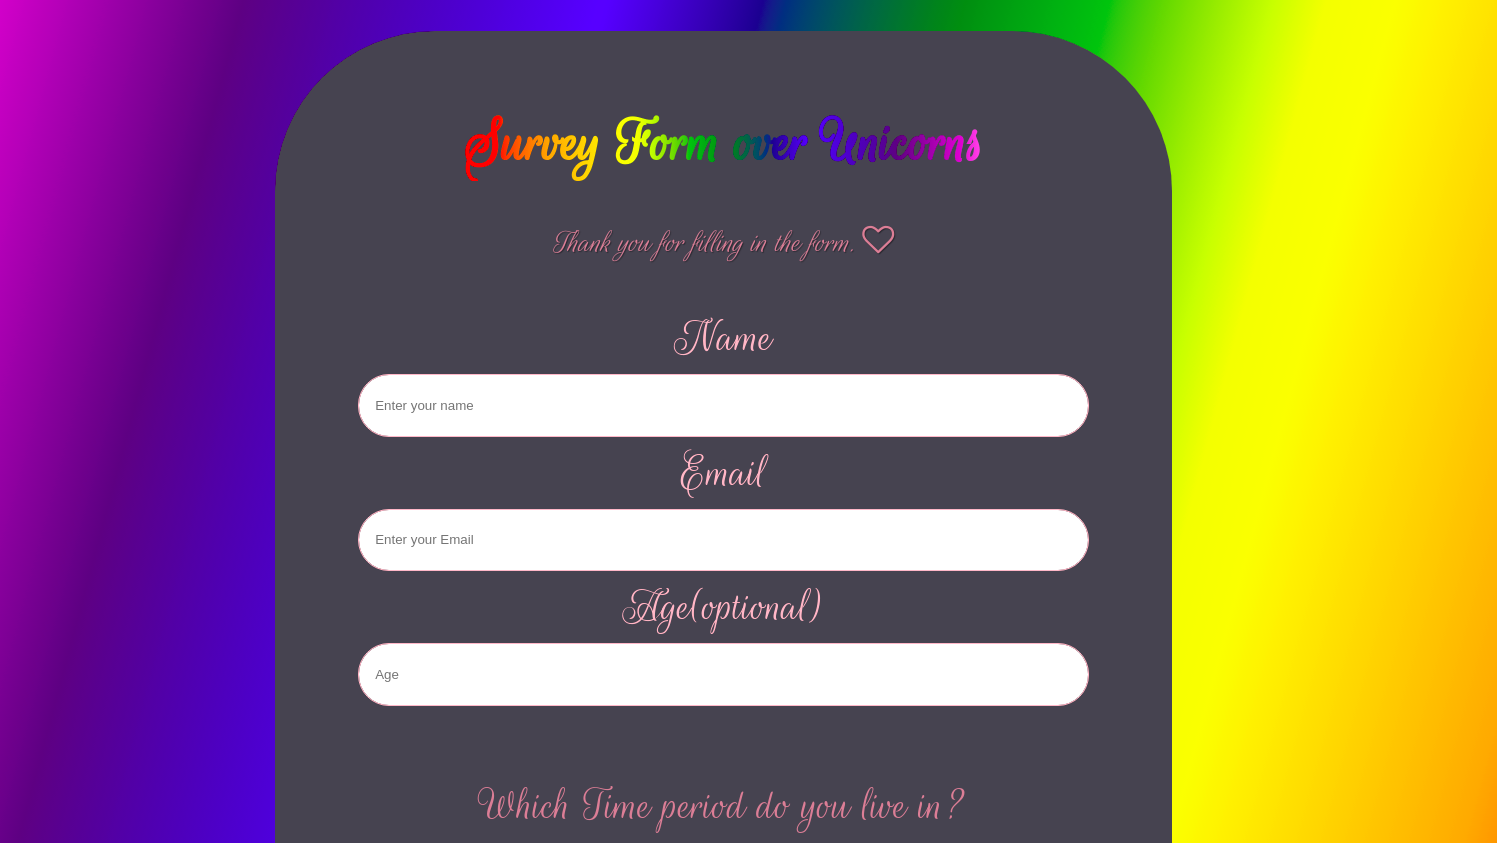 Survey Form over Unicorns
Thank you for filling in the form.
Name
Enter your name
Email
Enter your Email
Age(optional)
Age
Which Time period do you live in?